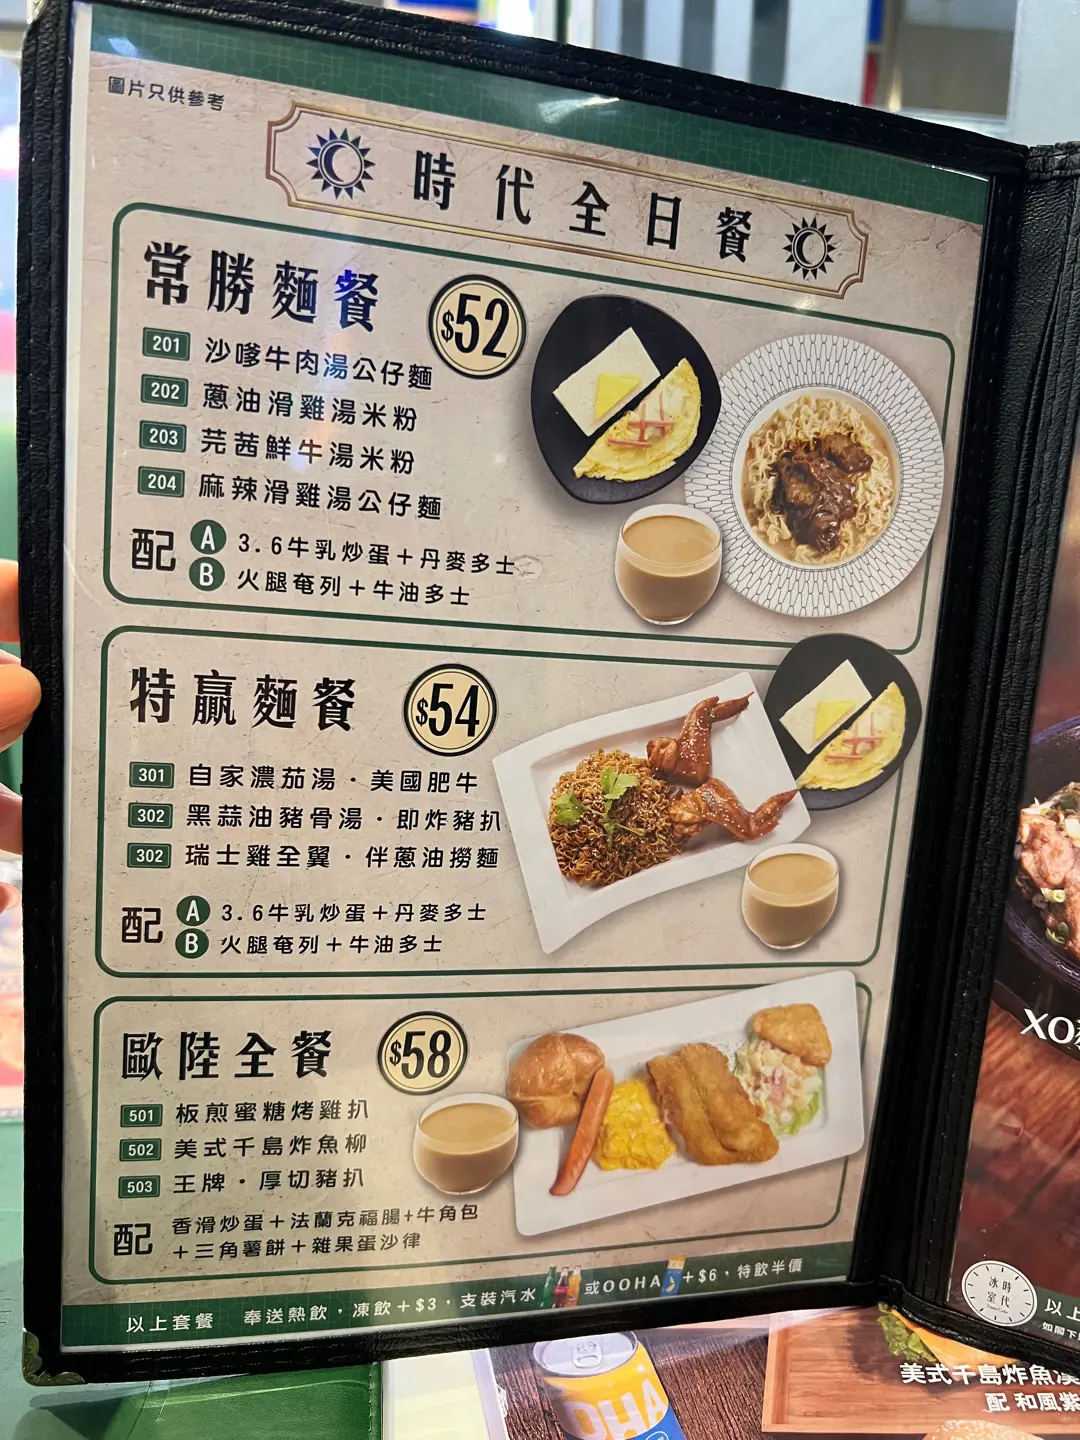 圖片只供參考
時代全日餐
常勝麵餐 $52
201 沙嗲牛肉湯公仔麵
202 蔥油滑雞湯米粉
203 芫茜鮮牛湯米粉
204 麻辣滑雞湯公仔麵
配 A 3.6牛乳炒蛋＋丹麥多士
B 火腿奄列＋牛油多士
特贏麵餐 $54
301 自家濃茄湯・美國肥牛
302 黑蒜油豬骨湯・即炸豬扒
302 瑞士雞全翼・伴蔥油撈麵
配 A 3.6牛乳炒蛋＋丹麥多士
B 火腿奄列＋牛油多士
歐陸全餐 $58
501 板煎蜜糖烤雞扒
502 美式千島炸魚柳
503 王牌・厚切豬扒
配 香滑炒蛋＋法蘭克福腸＋牛角包
＋三角薯餅＋雜果蛋沙律
以上套餐 奉送熱飲，凍飲＋$3，支裝汽水 或OOHA ＋$6，特飲半價
XO
冰室 時代
以上
如閣下
美式千島炸魚
配 和風紫
OOHA